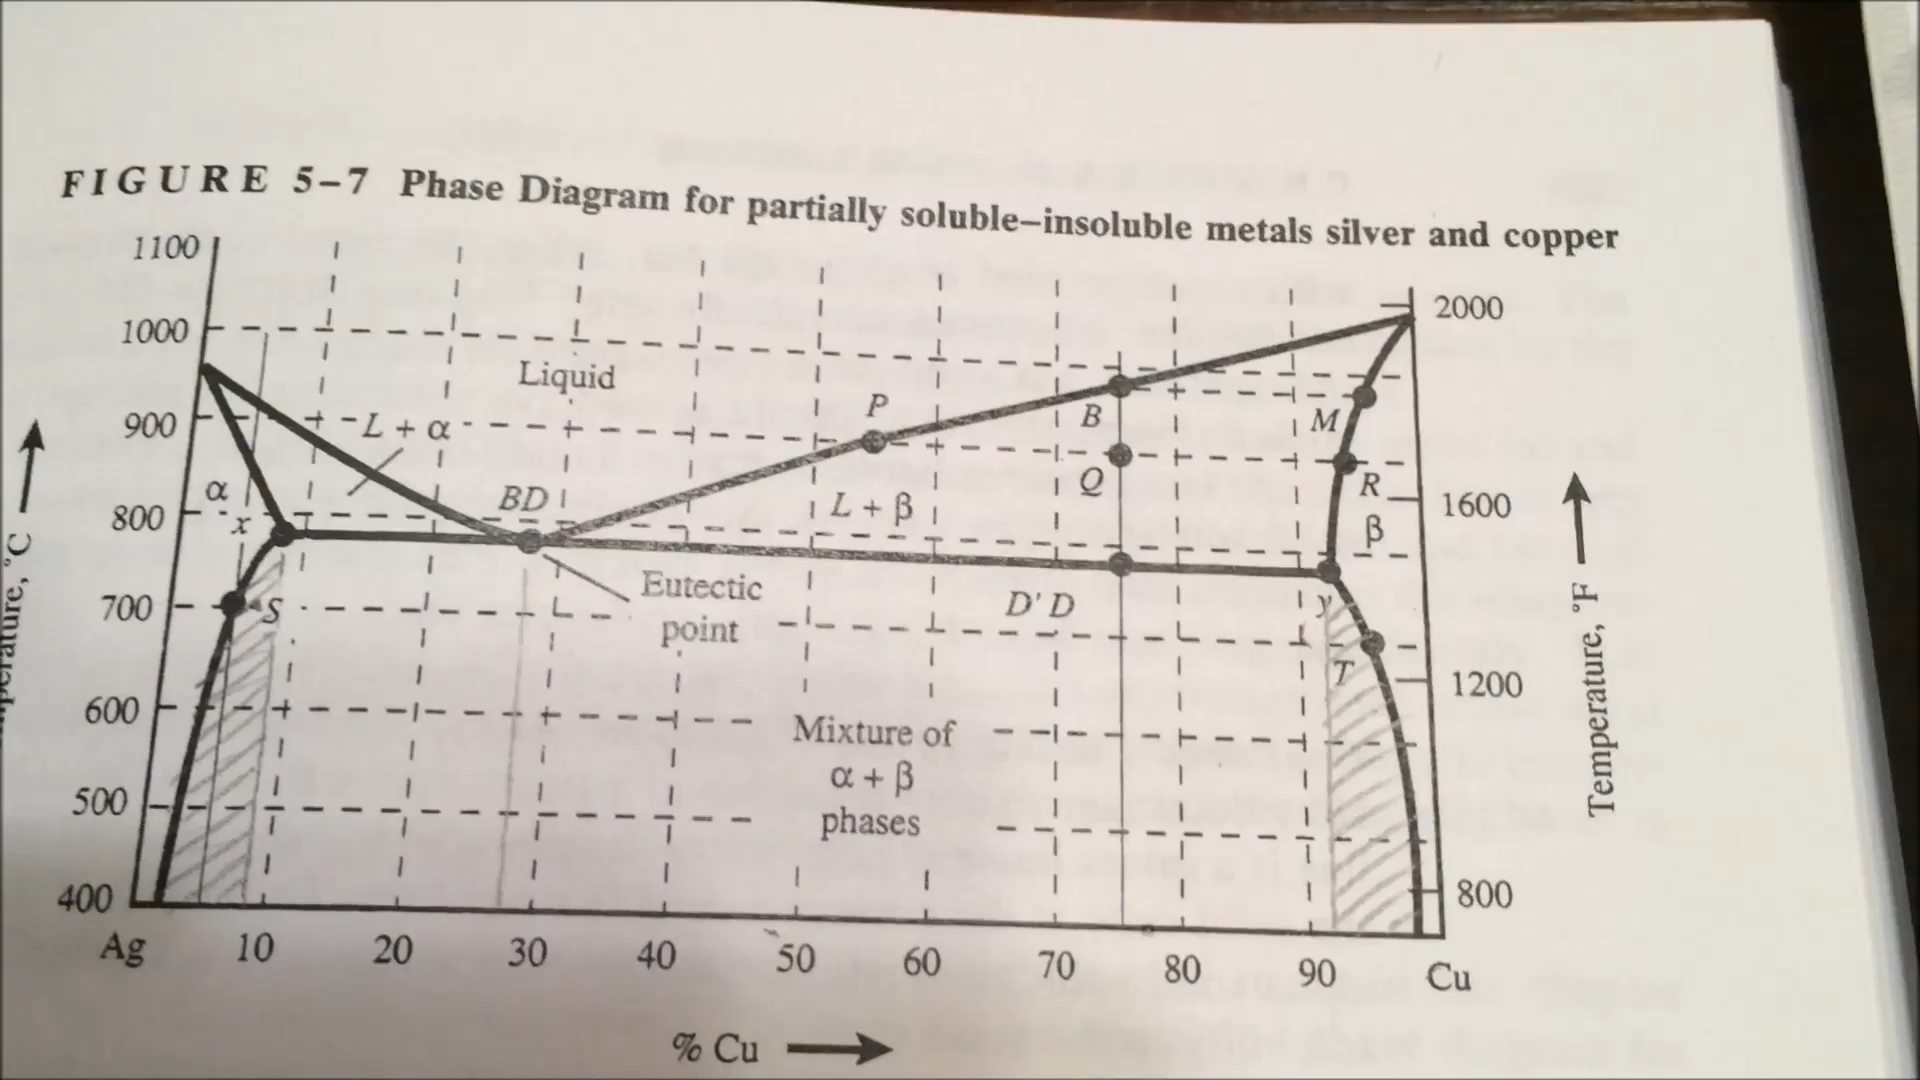 FIGURE 5–7 Phase Diagram for partially soluble–insoluble metals silver and copper
1100
2000
1000
Liquid
P
B
M
900
L + α
Q
R
1600
α
BD
L + β
β
800
x
Eutectic
point
D' D
y
700
S
T
1200
600
Mixture of
α + β
phases
500
400
800
Ag 10 20 30 40 50 60 70 80 90 Cu
% Cu
Temperature, °F